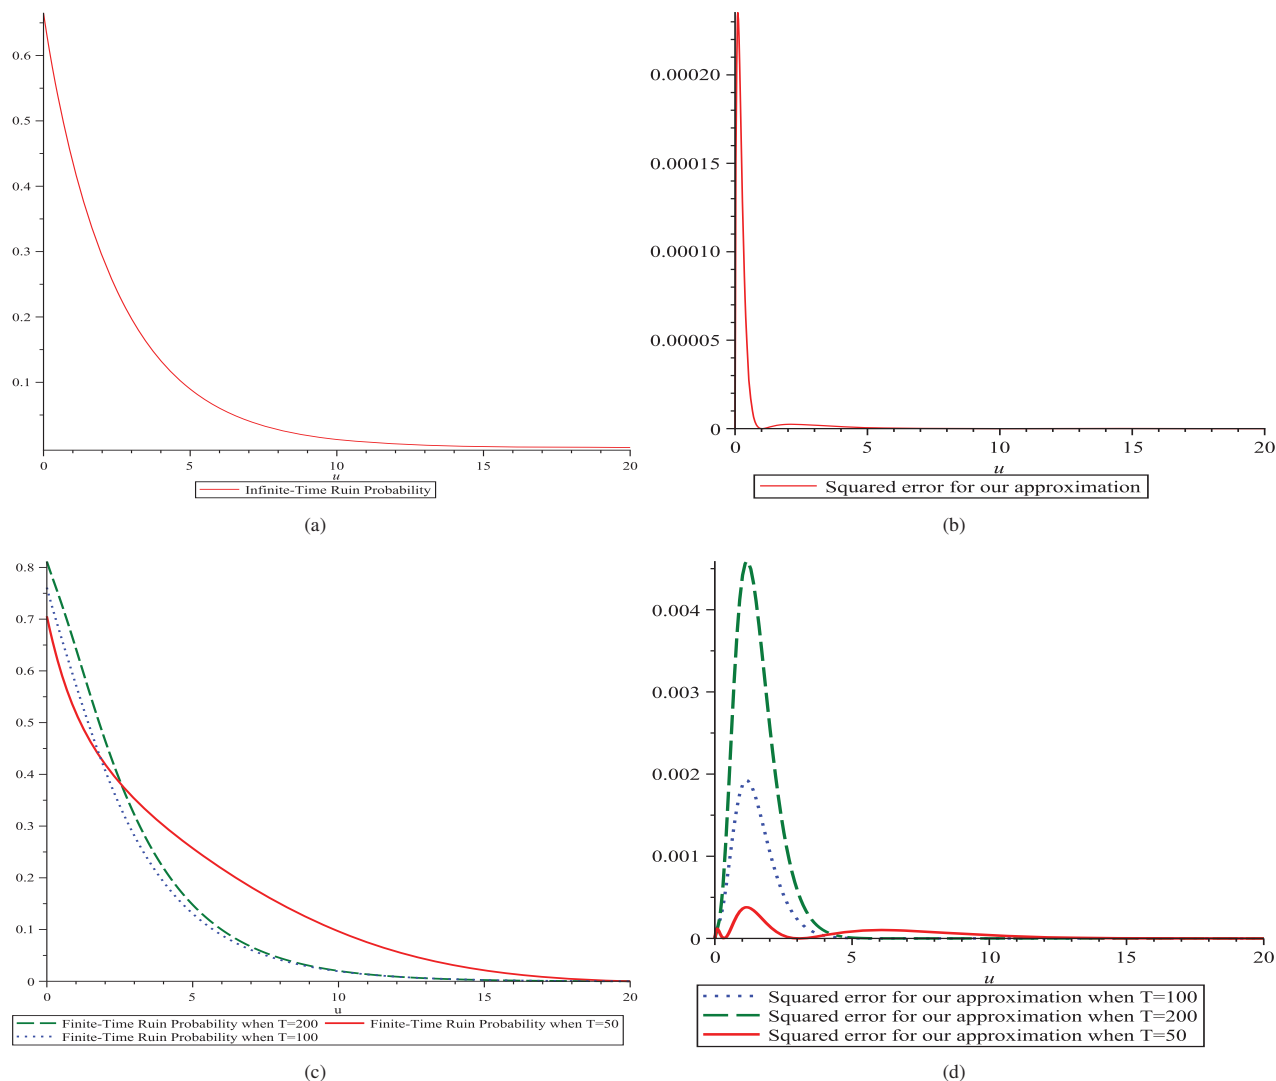 0.6
0.5
0.4
0.3
0.2
0.1
0 5 10 15 20
u
Infinite-Time Ruin Probability
(a)
0.00020
0.00015
0.00010
0.00005
0
0 5 10 15 20
u
Squared error for our approximation
(b)
0.8
0.7
0.6
0.5
0.4
0.3
0.2
0.1
0
0 5 10 15 20
u
Finite-Time Ruin Probability when T=200 Finite-Time Ruin Probability when T=50
Finite-Time Ruin Probability when T=100
(c)
0.004
0.003
0.002
0.001
0
0 5 10 15 20
u
Squared error for our approximation when T=100
Squared error for our approximation when T=200
Squared error for our approximation when T=50
(d)